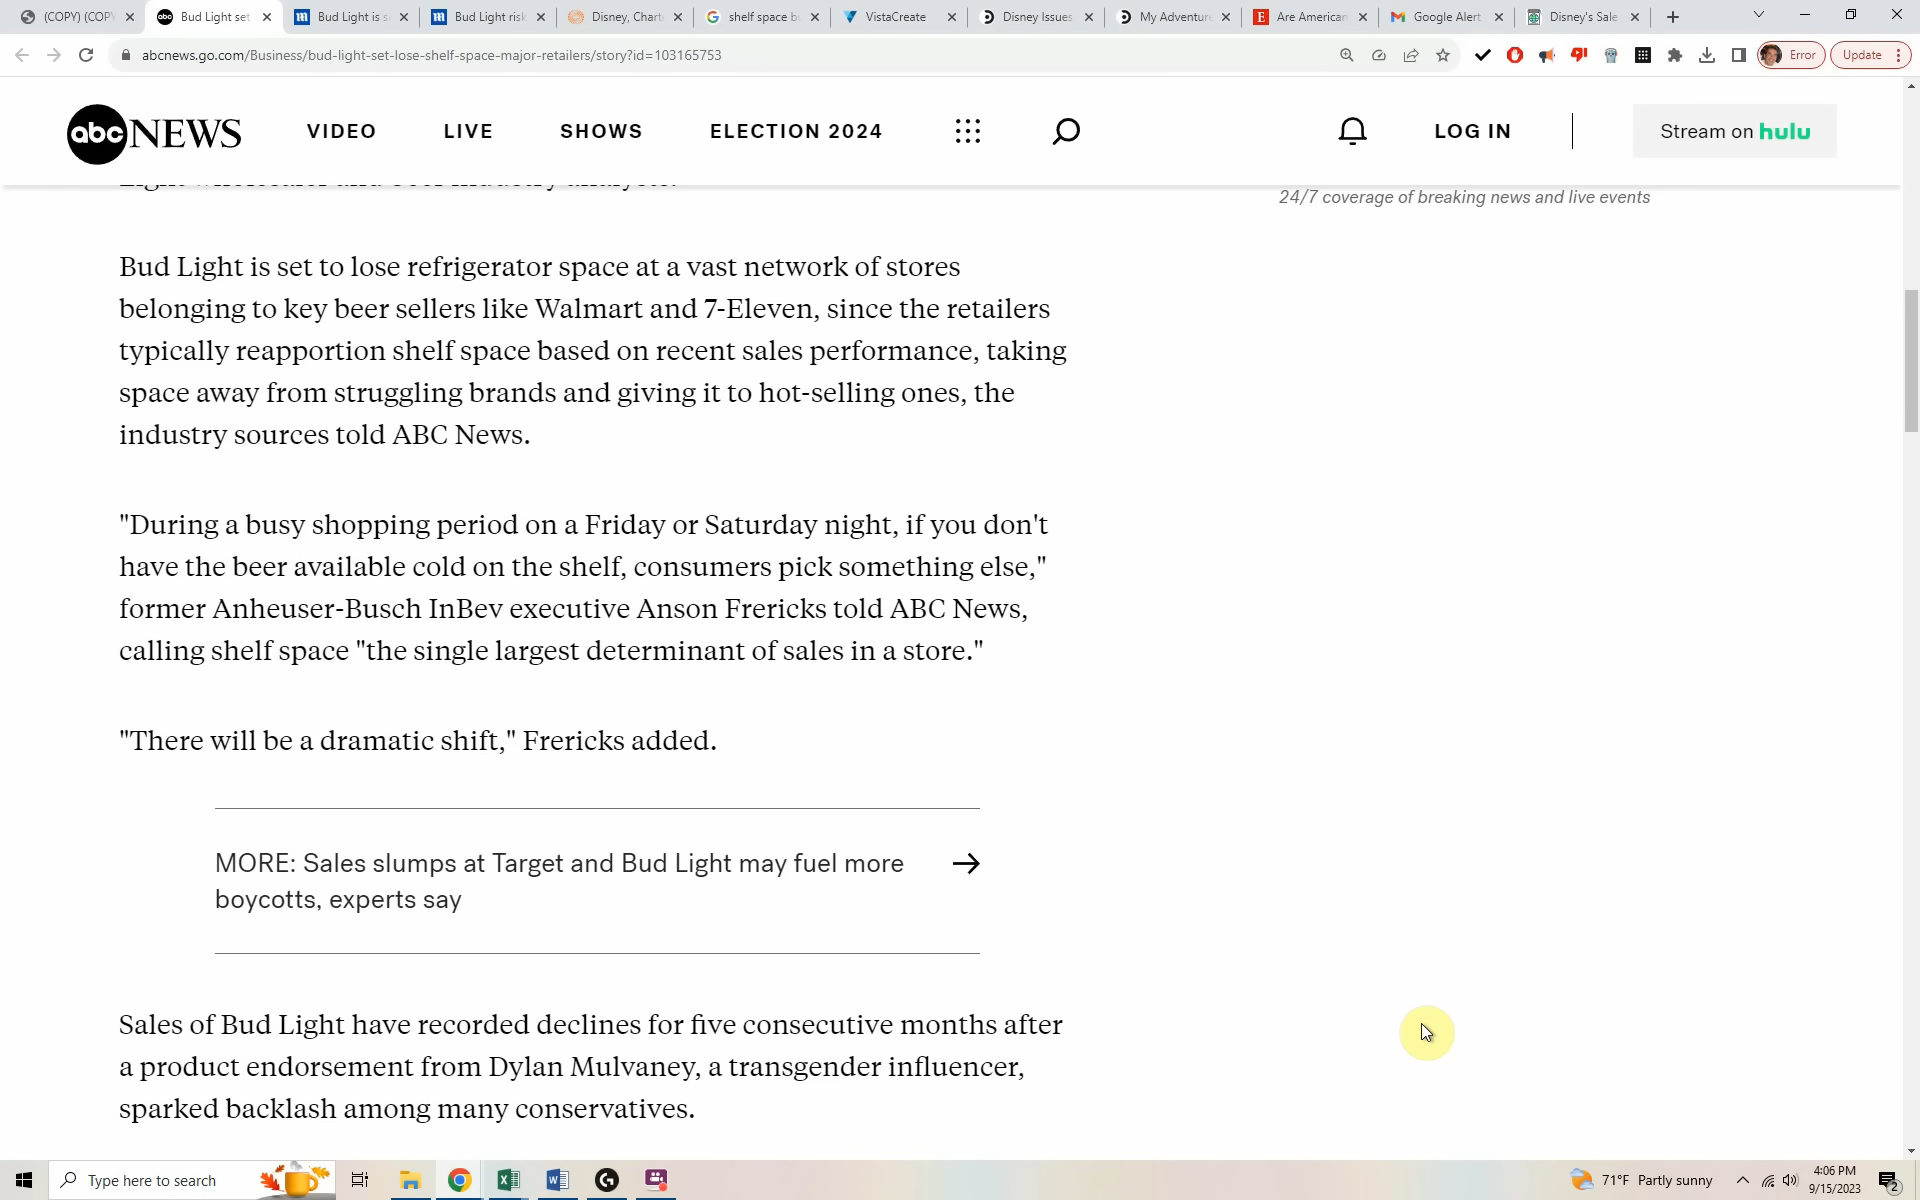 (COPY) (COPY
Bud Light set
Bud Light is s
Bud Light risk
Disney, Chart
shelf space b
VistaCreate
Disney Issues
My Adventur
Are American
Google Alert
Disney's Sale
abcnews.go.com/Business/bud-light-set-lose-shelf-space-major-retailers/story?id=103165753
Error
Update
abc NEWS
VIDEO
LIVE
SHOWS
ELECTION 2024
LOG IN
Stream on hulu
24/7 coverage of breaking news and live events
Bud Light is set to lose refrigerator space at a vast network of stores
belonging to key beer sellers like Walmart and 7-Eleven, since the retailers
typically reapportion shelf space based on recent sales performance, taking
space away from struggling brands and giving it to hot-selling ones, the
industry sources told ABC News.
"During a busy shopping period on a Friday or Saturday night, if you don't
have the beer available cold on the shelf, consumers pick something else,"
former Anheuser-Busch InBev executive Anson Frericks told ABC News,
calling shelf space "the single largest determinant of sales in a store."
"There will be a dramatic shift," Frericks added.
MORE: Sales slumps at Target and Bud Light may fuel more
boycotts, experts say
Sales of Bud Light have recorded declines for five consecutive months after
a product endorsement from Dylan Mulvaney, a transgender influencer,
sparked backlash among many conservatives.
Type here to search
71°F Partly sunny
4:06 PM
9/15/2023
2